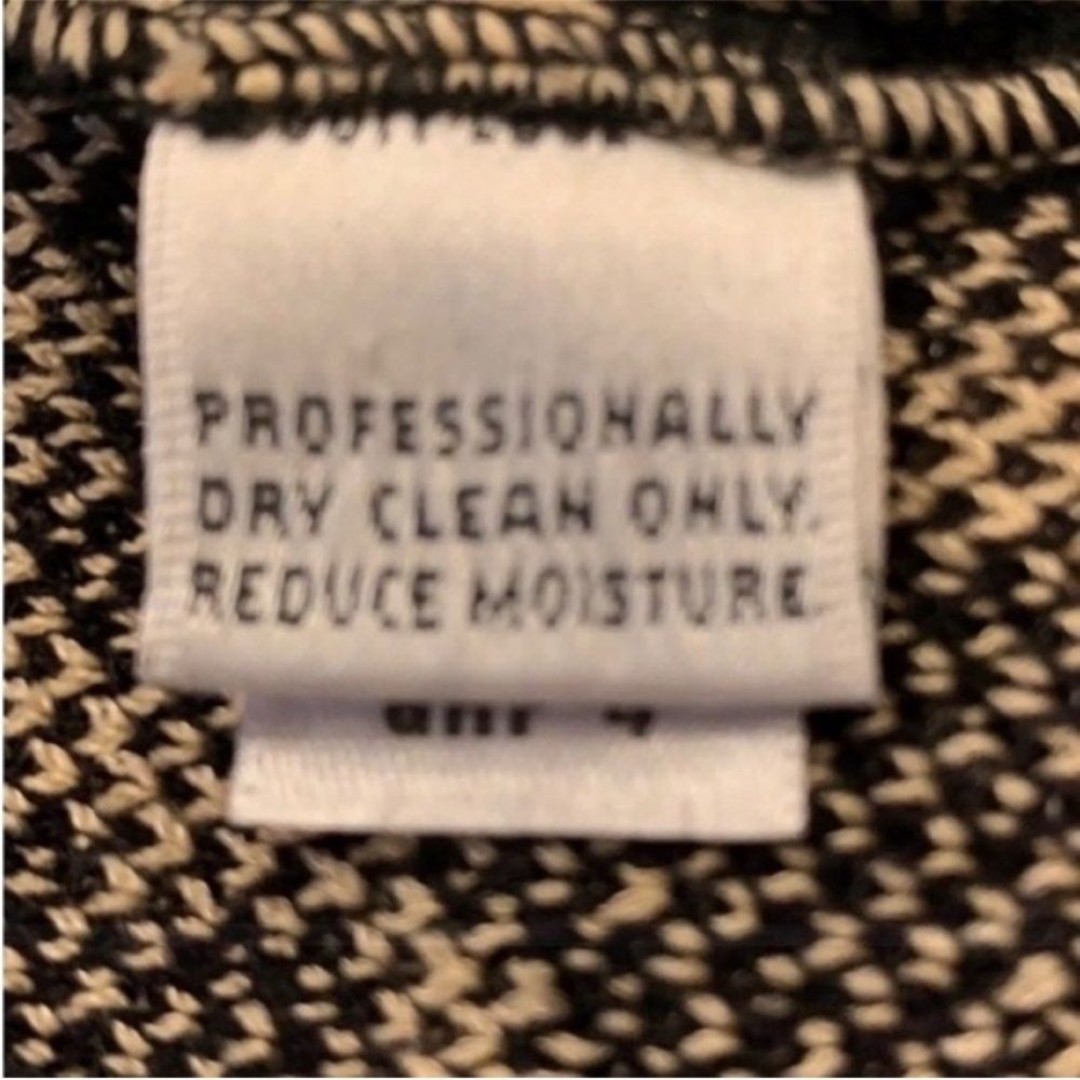 PROFESSIONALLY
DRY CLEAN ONLY.
REDUCE MOISTURE.